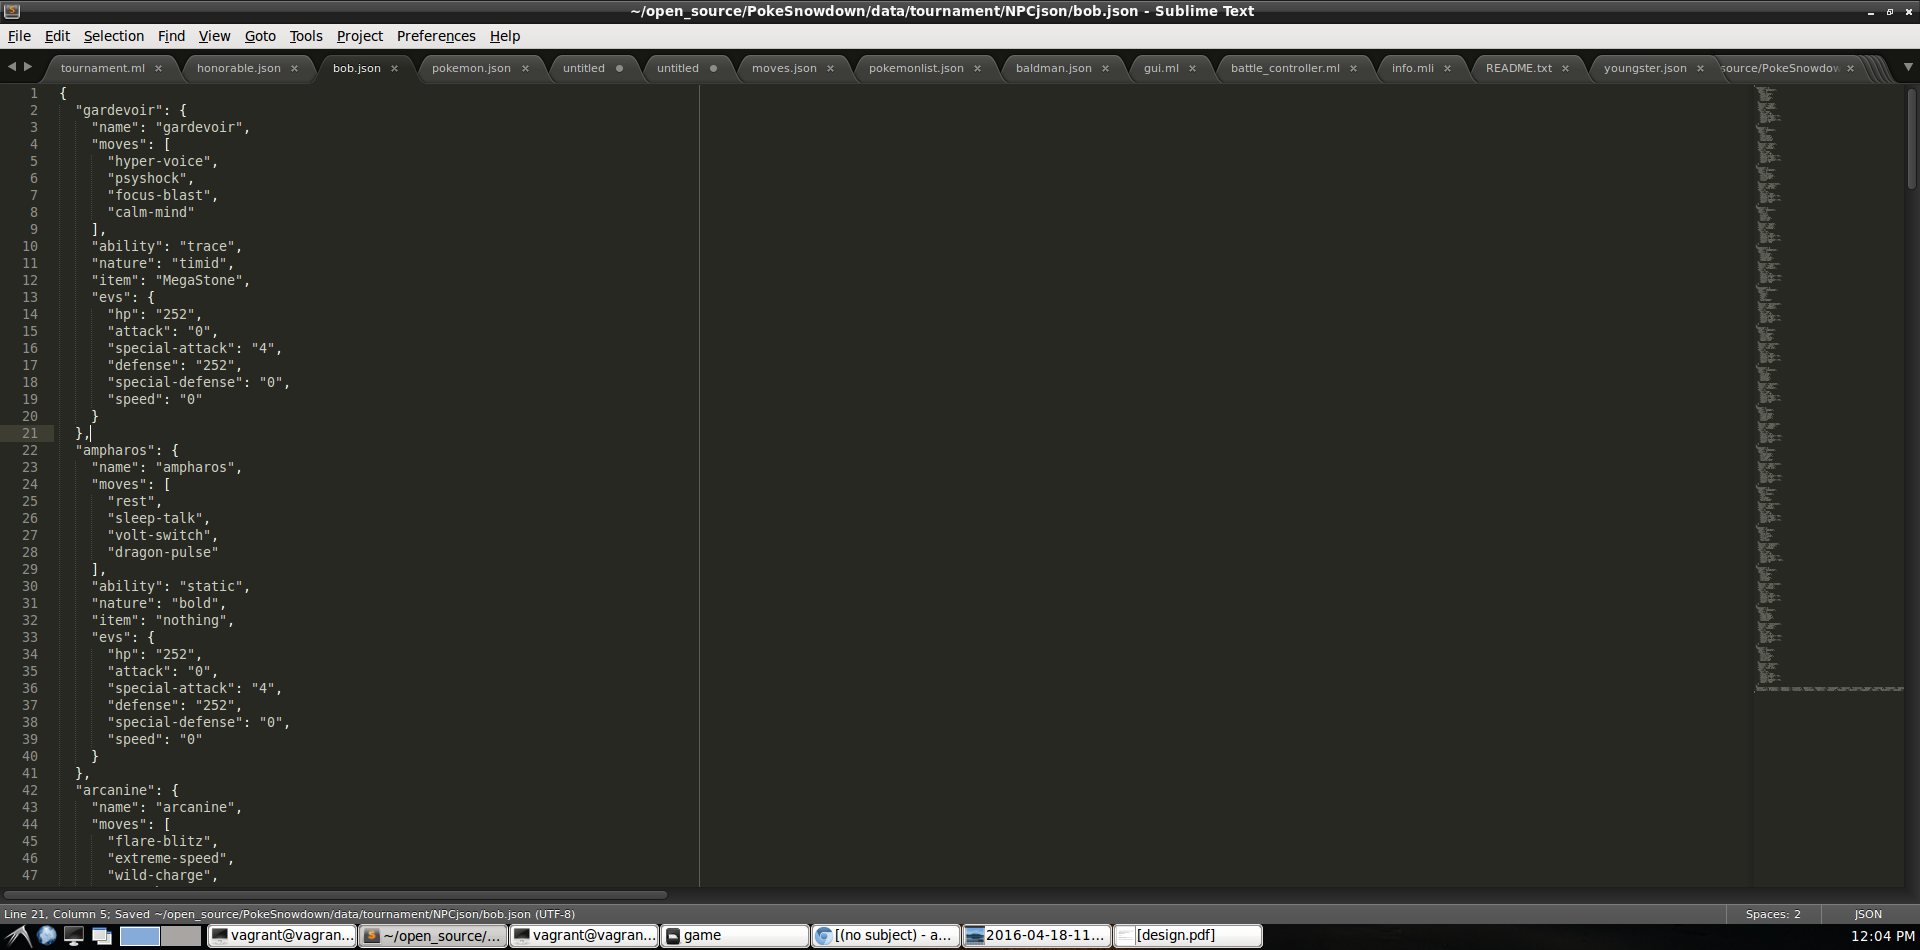 ~/open_source/PokeSnowdown/data/tournament/NPCjson/bob.json - Sublime Text
File Edit Selection Find View Goto Tools Project Preferences Help
tournament.ml honorable.json bob.json pokemon.json untitled untitled moves.json pokemonlist.json baldman.json gui.ml battle_controller.ml info.mli README.txt youngster.json source/PokeSnowdow
1 {
2 "gardevoir": {
3 "name": "gardevoir",
4 "moves": [
5 "hyper-voice",
6 "psyshock",
7 "focus-blast",
8 "calm-mind"
9 ],
10 "ability": "trace",
11 "nature": "timid",
12 "item": "MegaStone",
13 "evs": {
14 "hp": "252",
15 "attack": "0",
16 "special-attack": "4",
17 "defense": "252",
18 "special-defense": "0",
19 "speed": "0"
20 }
21 },
22 "ampharos": {
23 "name": "ampharos",
24 "moves": [
25 "rest",
26 "sleep-talk",
27 "volt-switch",
28 "dragon-pulse"
29 ],
30 "ability": "static",
31 "nature": "bold",
32 "item": "nothing",
33 "evs": {
34 "hp": "252",
35 "attack": "0",
36 "special-attack": "4",
37 "defense": "252",
38 "special-defense": "0",
39 "speed": "0"
40 }
41 },
42 "arcanine": {
43 "name": "arcanine",
44 "moves": [
45 "flare-blitz",
46 "extreme-speed",
47 "wild-charge",
Line 21, Column 5; Saved ~/open_source/PokeSnowdown/data/tournament/NPCjson/bob.json (UTF-8) Spaces: 2 JSON
vagrant@vagran... ~/open_source/... vagrant@vagran... game [(no subject) - a... 2016-04-18-11... [design.pdf] 12:04 PM